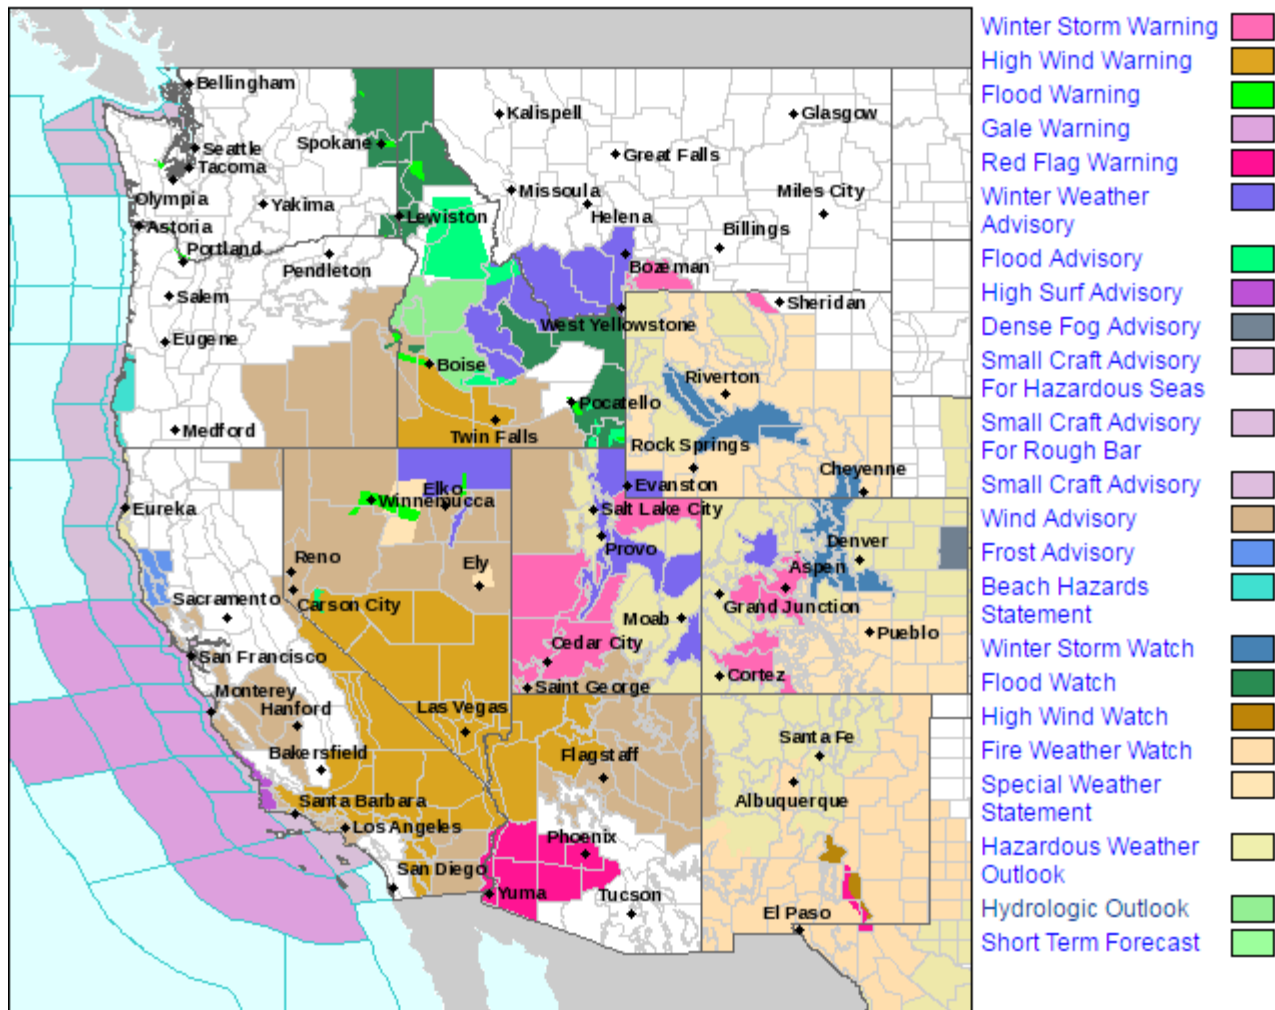 Bellingham
Kalispell
Glasgow
Spokane
Seattle
Great Falls
Tacoma
Missoula
Miles City
Olympia
Yakima
Helena
Lewiston
Astoria
Billings
Portland
Pendleton
Bozeman
Salem
Sheridan
West Yellowstone
Eugene
Boise
Riverton
Pocatello
Medford
Twin Falls
Rock Springs
Cheyenne
Elko
Evanston
Winnemucca
Eureka
Salt Lake City
Denver
Provo
Reno
Ely
Aspen
Sacramento
Carson City
Grand Junction
Moab
Pueblo
Cedar City
San Francisco
Cortez
Saint George
Monterey
Las Vegas
Hanford
Santa Fe
Bakersfield
Flagstaff
Santa Barbara
Albuquerque
Los Angeles
Phoenix
San Diego
Yuma
Tucson
El Paso
Winter Storm Warning
High Wind Warning
Flood Warning
Gale Warning
Red Flag Warning
Winter Weather
Advisory
Flood Advisory
High Surf Advisory
Dense Fog Advisory
Small Craft Advisory
For Hazardous Seas
Small Craft Advisory
For Rough Bar
Small Craft Advisory
Wind Advisory
Frost Advisory
Beach Hazards
Statement
Winter Storm Watch
Flood Watch
High Wind Watch
Fire Weather Watch
Special Weather
Statement
Hazardous Weather
Outlook
Hydrologic Outlook
Short Term Forecast